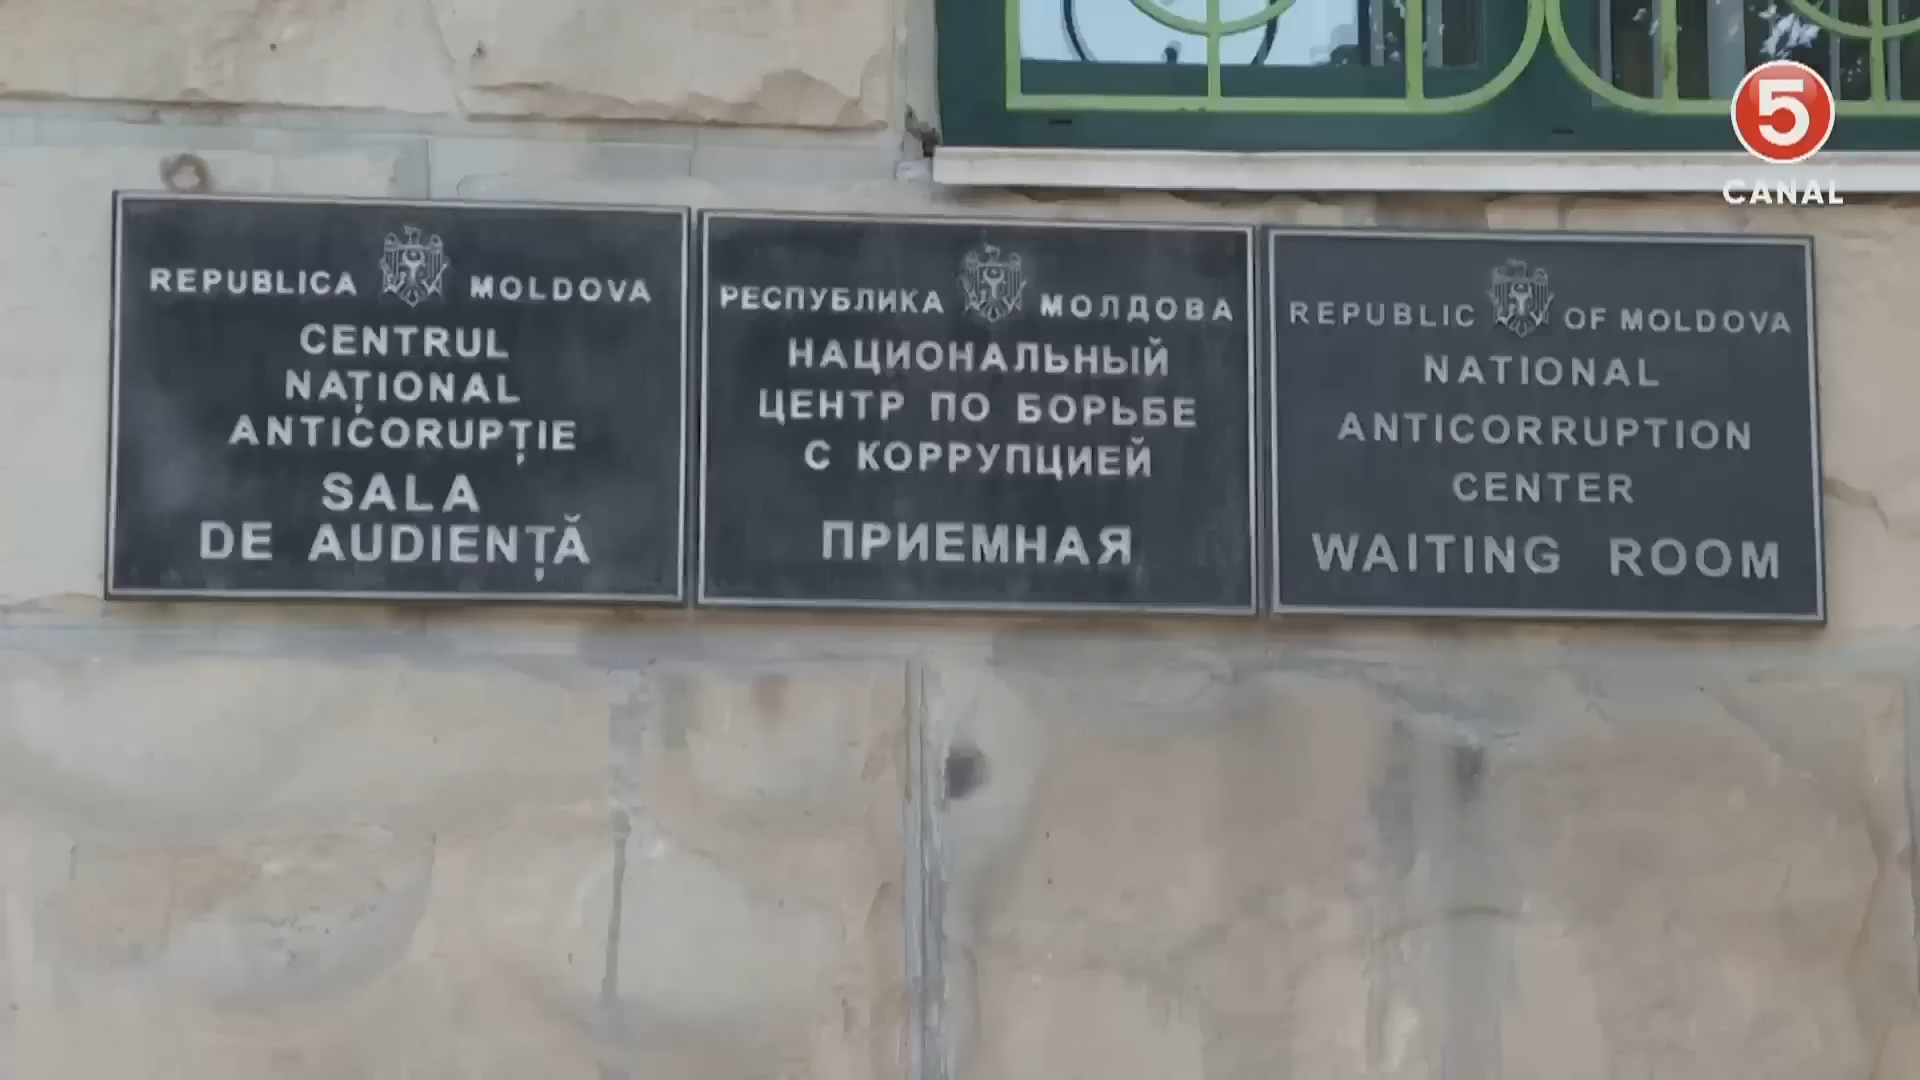 REPUBLICA MOLDOVA
CENTRUL
NAȚIONAL
ANTICORUPȚIE
SALA
DE AUDIENȚĂ
РЕСПУБЛИКА МОЛДОВА
НАЦИОНАЛЬНЫЙ
ЦЕНТР ПО БОРЬБЕ
С КОРРУПЦИЕЙ
ПРИЕМНАЯ
REPUBLIC OF MOLDOVA
NATIONAL
ANTICORRUPTION
CENTER
WAITING ROOM
5
CANAL